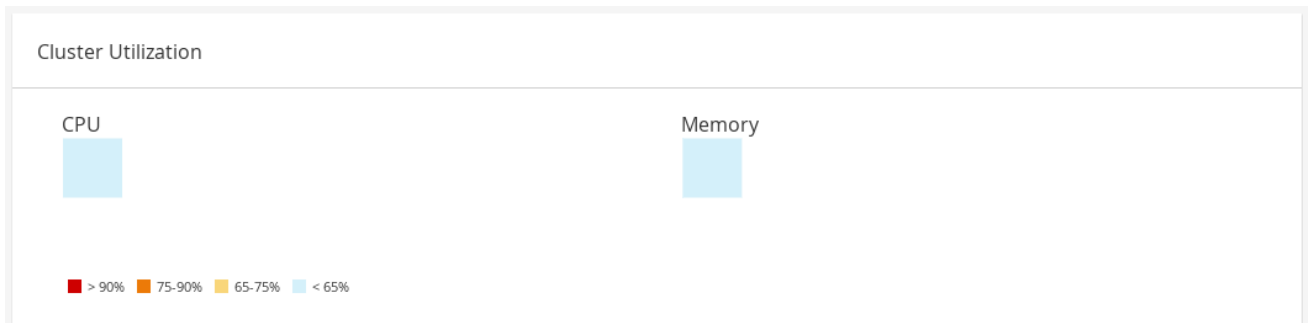 Cluster Utilization
CPU
Memory
> 90% 75-90% 65-75% < 65%